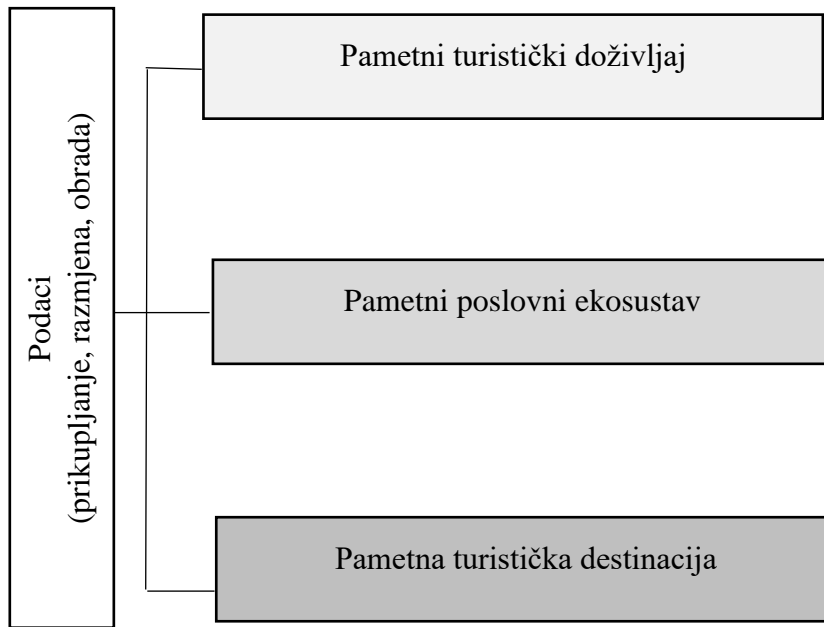 Podaci
(prikupljanje, razmjena, obrada)
Pametni turistički doživljaj
Pametni poslovni ekosustav
Pametna turistička destinacija